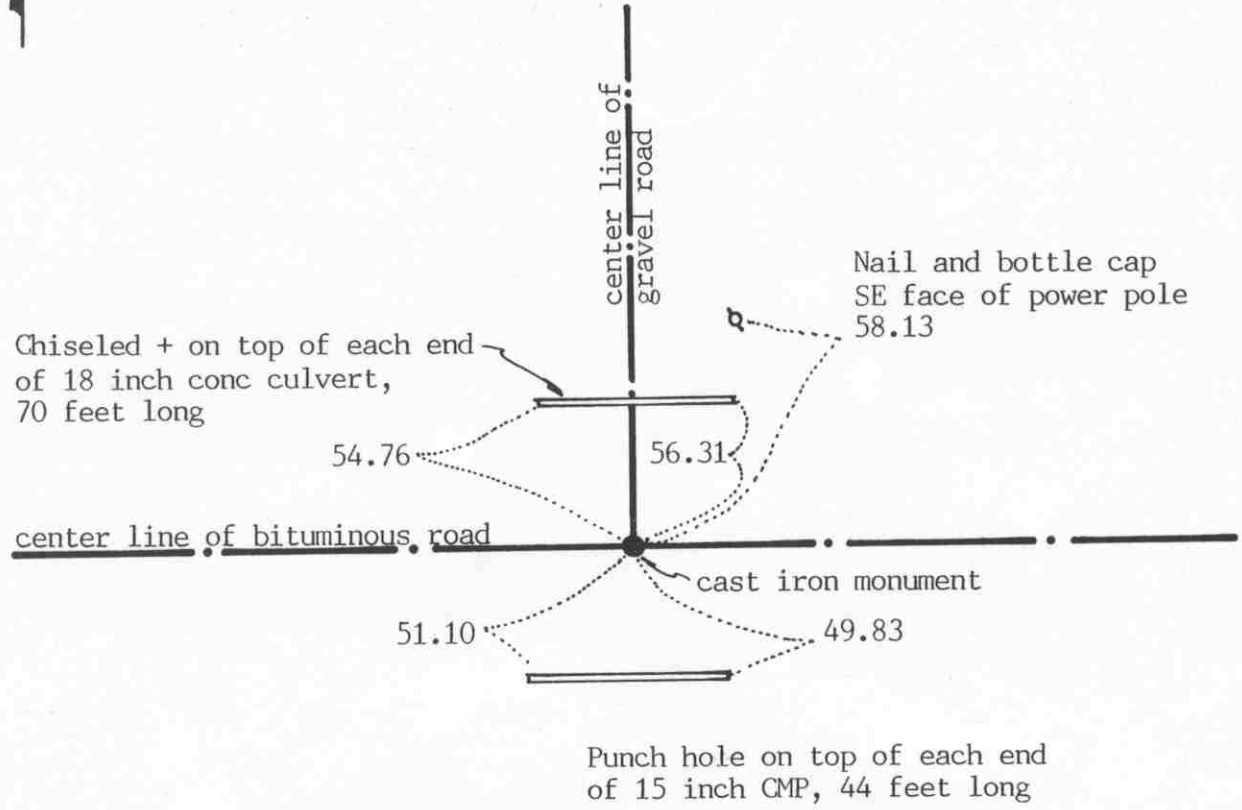 center line of
gravel road
Nail and bottle cap
SE face of power pole
58.13
Chiseled + on top of each end
of 18 inch conc culvert,
70 feet long
54.76
56.31
center line of bituminous road
cast iron monument
51.10
49.83
Punch hole on top of each end
of 15 inch CMP, 44 feet long